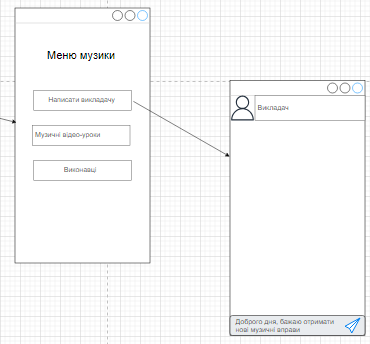 Меню музики
Написати викладачу
Музичні відео-уроки
Виконавці
Викладач
Доброго дня, бажаю отримати
нові музичні вправи